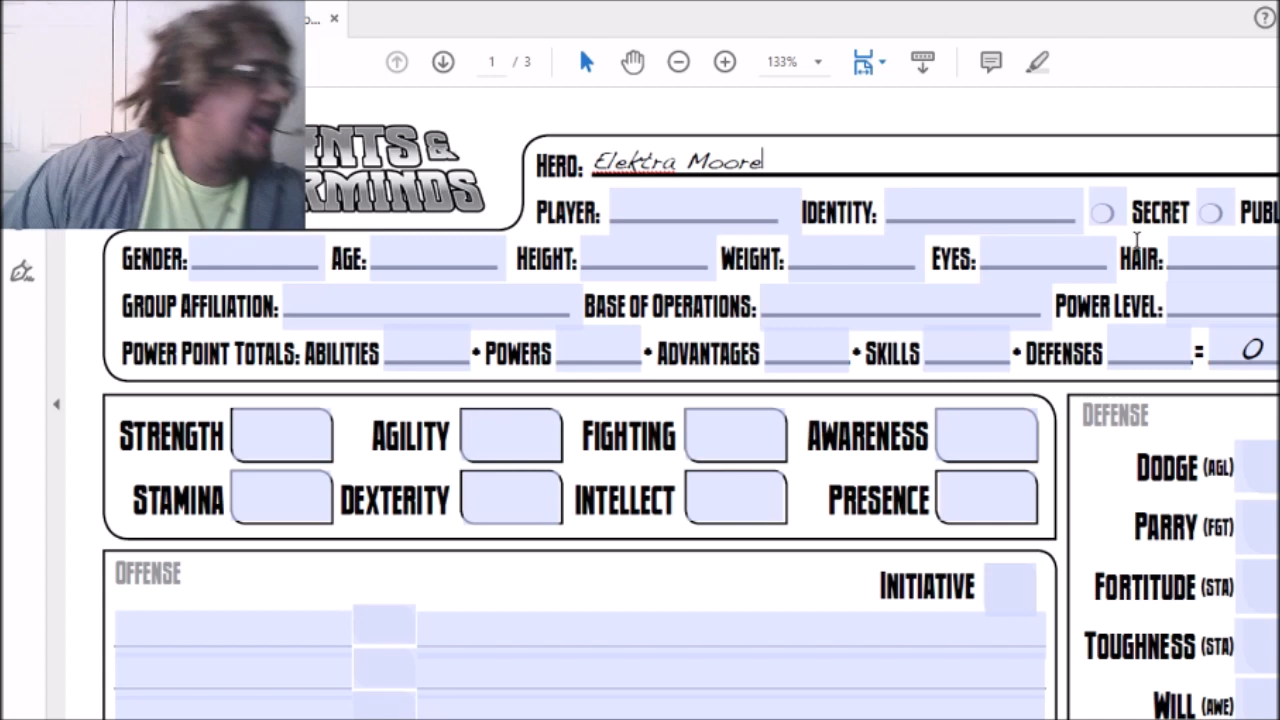 o... ×
1 / 3 133%
NTS &
RMINDS
HERO: Elektra Moore
PLAYER: IDENTITY: SECRET PUBL
GENDER: AGE: HEIGHT: WEIGHT: EYES: HAIR:
GROUP AFFILIATION: BASE OF OPERATIONS: POWER LEVEL:
POWER POINT TOTALS: ABILITIES • POWERS • ADVANTAGES • SKILLS • DEFENSES = 0
STRENGTH AGILITY FIGHTING AWARENESS
STAMINA DEXTERITY INTELLECT PRESENCE
DEFENSE
DODGE (AGL)
PARRY (FGT)
FORTITUDE (STA)
TOUGHNESS (STA)
WILL (AWE)
OFFENSE
INITIATIVE